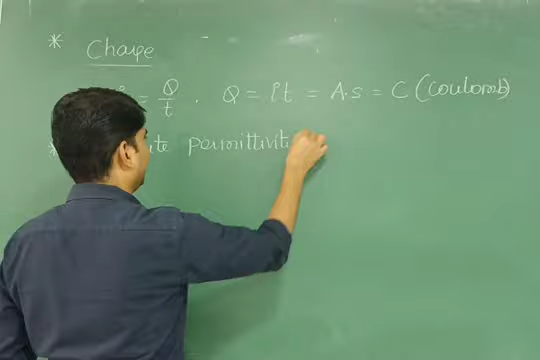 * Charge
= Q/t . Q = It = A.s = C (Coulomb)
* permittivit